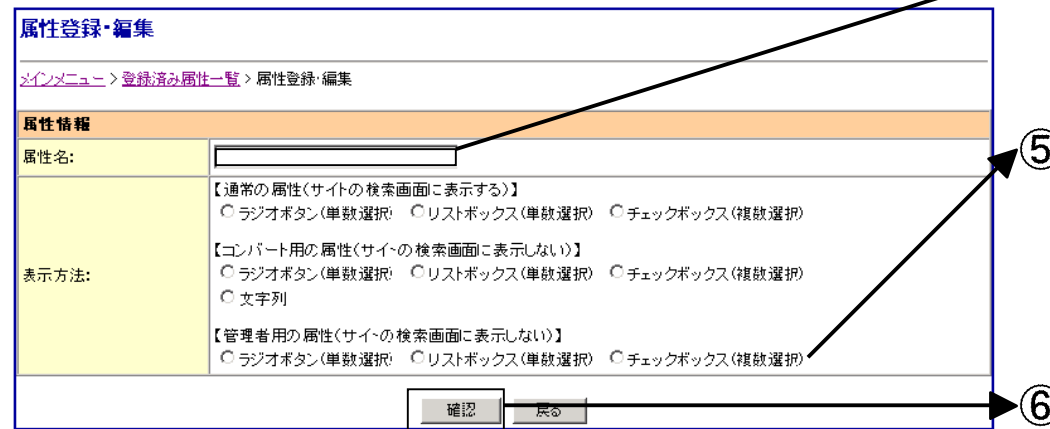 属性登録・編集
メインメニュー > 登録済み属性一覧 > 属性登録・編集
属性情報
属性名:
⑤
表示方法:
【通常の属性(サイトの検索画面に表示する)】
ラジオボタン(単数選択) リストボックス(単数選択) チェックボックス(複数選択)
【コンバート用の属性(サイトの検索画面に表示しない)】
ラジオボタン(単数選択) リストボックス(単数選択) チェックボックス(複数選択)
文字列
【管理者用の属性(サイトの検索画面に表示しない)】
ラジオボタン(単数選択) リストボックス(単数選択) チェックボックス(複数選択)
確認 戻る ⑥